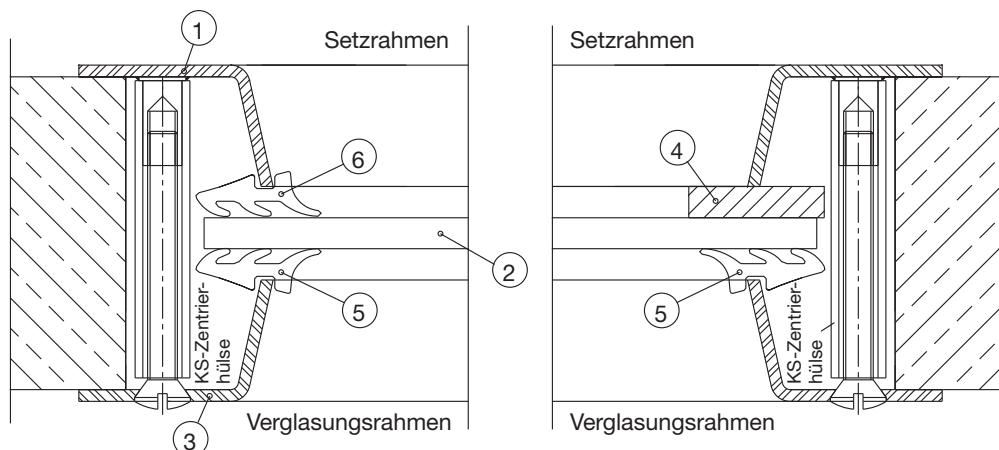 1
Setzrahmen
Setzrahmen
6
4
2
5
5
KS-Zentrier-
hülse
KS-Zentrier-
hülse
3
Verglasungsrahmen
Verglasungsrahmen